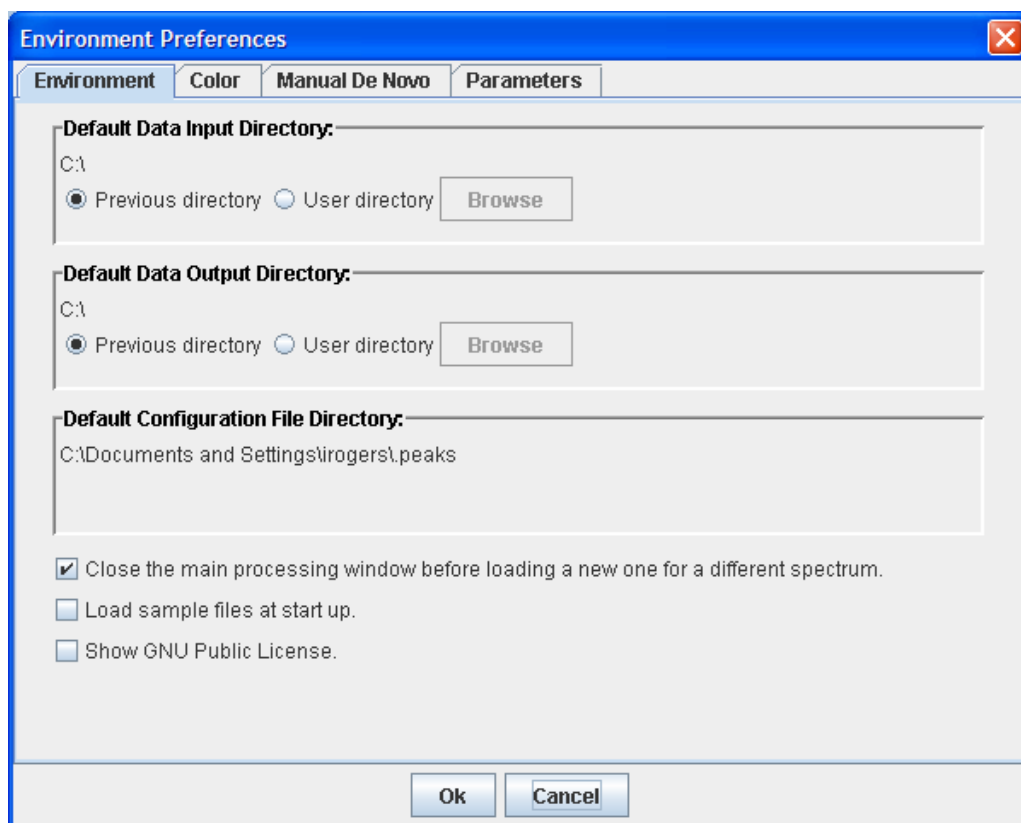 Environment Preferences
Environment Color Manual De Novo Parameters
Default Data Input Directory:
C:\
Previous directory User directory Browse
Default Data Output Directory:
C:\
Previous directory User directory Browse
Default Configuration File Directory:
C:\Documents and Settings\irogers\.peaks
Close the main processing window before loading a new one for a different spectrum.
Load sample files at start up.
Show GNU Public License.
Ok Cancel